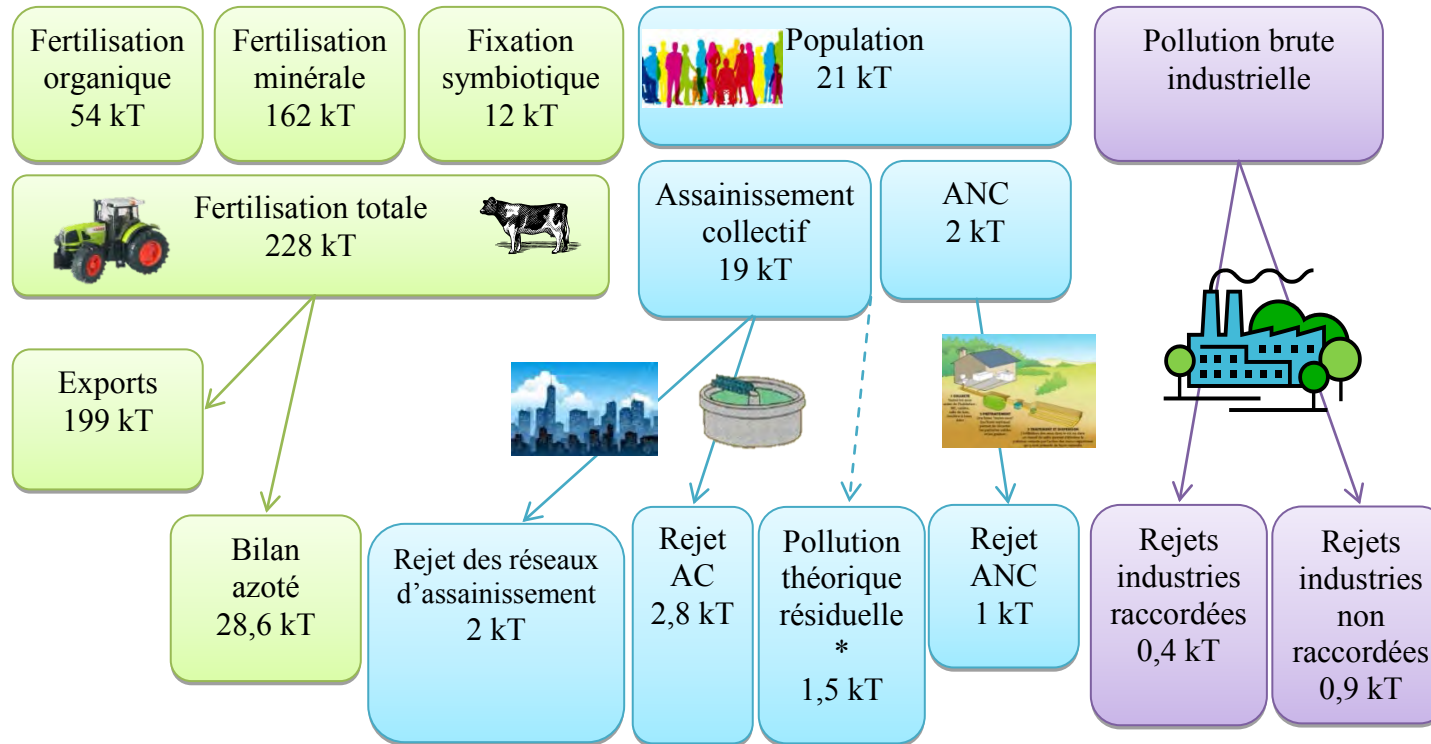 Fertilisation
organique
54 kT
Fertilisation
minérale
162 kT
Fixation
symbiotique
12 kT
Population
21 kT
Pollution brute
industrielle
Fertilisation totale
228 kT
Assainissement
collectif
19 kT
ANC
2 kT
Exports
199 kT
Bilan
azoté
28,6 kT
Rejet des réseaux
d’assainissement
2 kT
Rejet
AC
2,8 kT
Pollution
théorique
résiduelle
*
1,5 kT
Rejet
ANC
1 kT
Rejets
industries
raccordées
0,4 kT
Rejets
industries
non
raccordées
0,9 kT